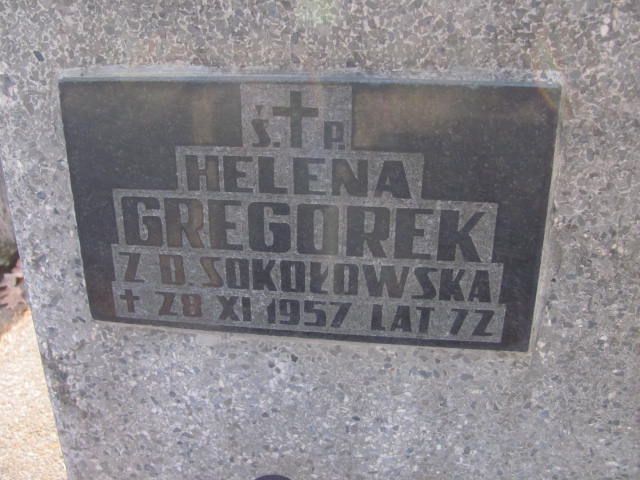 Ś. † P.
HELENA
GREGOREK
Z D. SOKOŁOWSKA
† 28 XI 1957 LAT 72